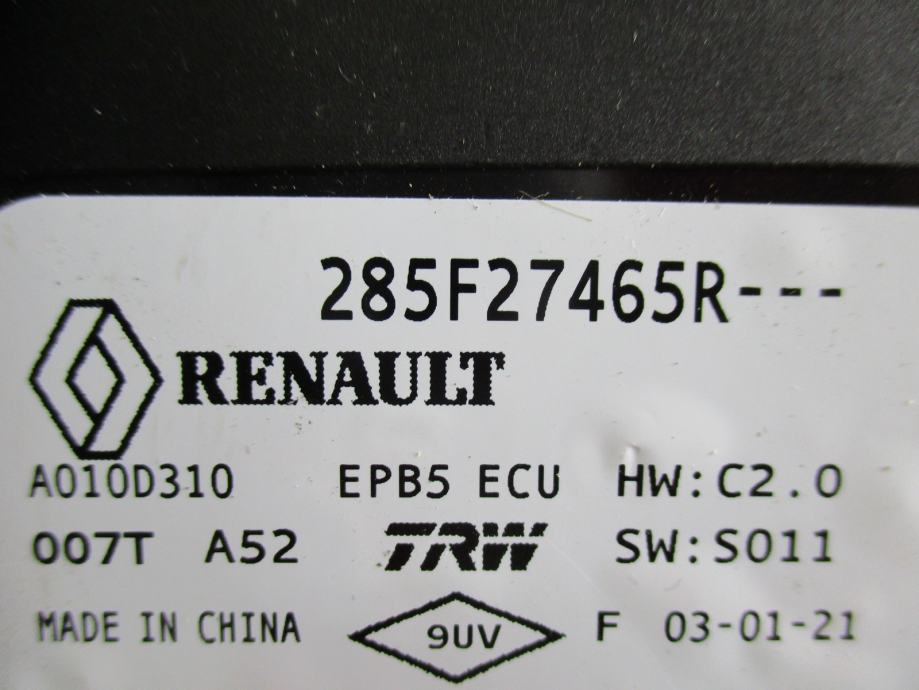 285F27465R---
RENAULT
A010D310 EPB5 ECU HW:C2.0
007T A52 TRW SW:S011
MADE IN CHINA 9UV F 03-01-21